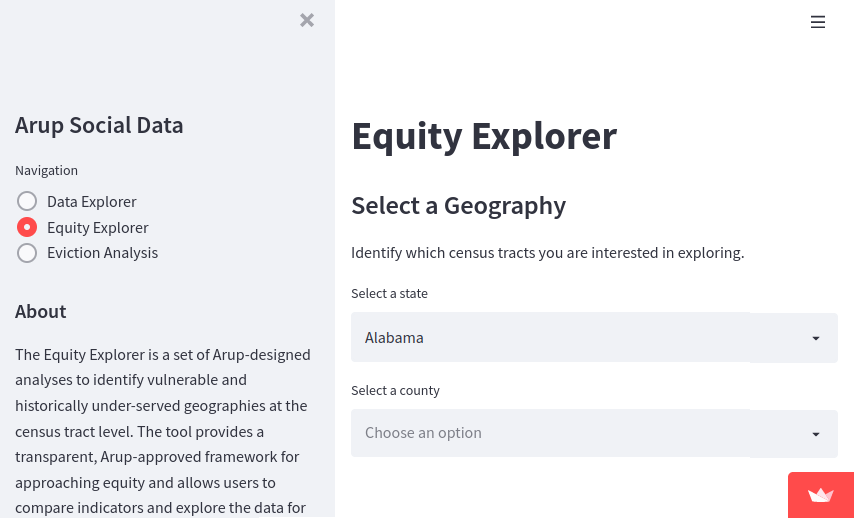 Arup Social Data
Navigation
Data Explorer
Equity Explorer
Eviction Analysis
About
The Equity Explorer is a set of Arup-designed
analyses to identify vulnerable and
historically under-served geographies at the
census tract level. The tool provides a
transparent, Arup-approved framework for
approaching equity and allows users to
compare indicators and explore the data for
Equity Explorer
Select a Geography
Identify which census tracts you are interested in exploring.
Select a state
Alabama
Select a county
Choose an option